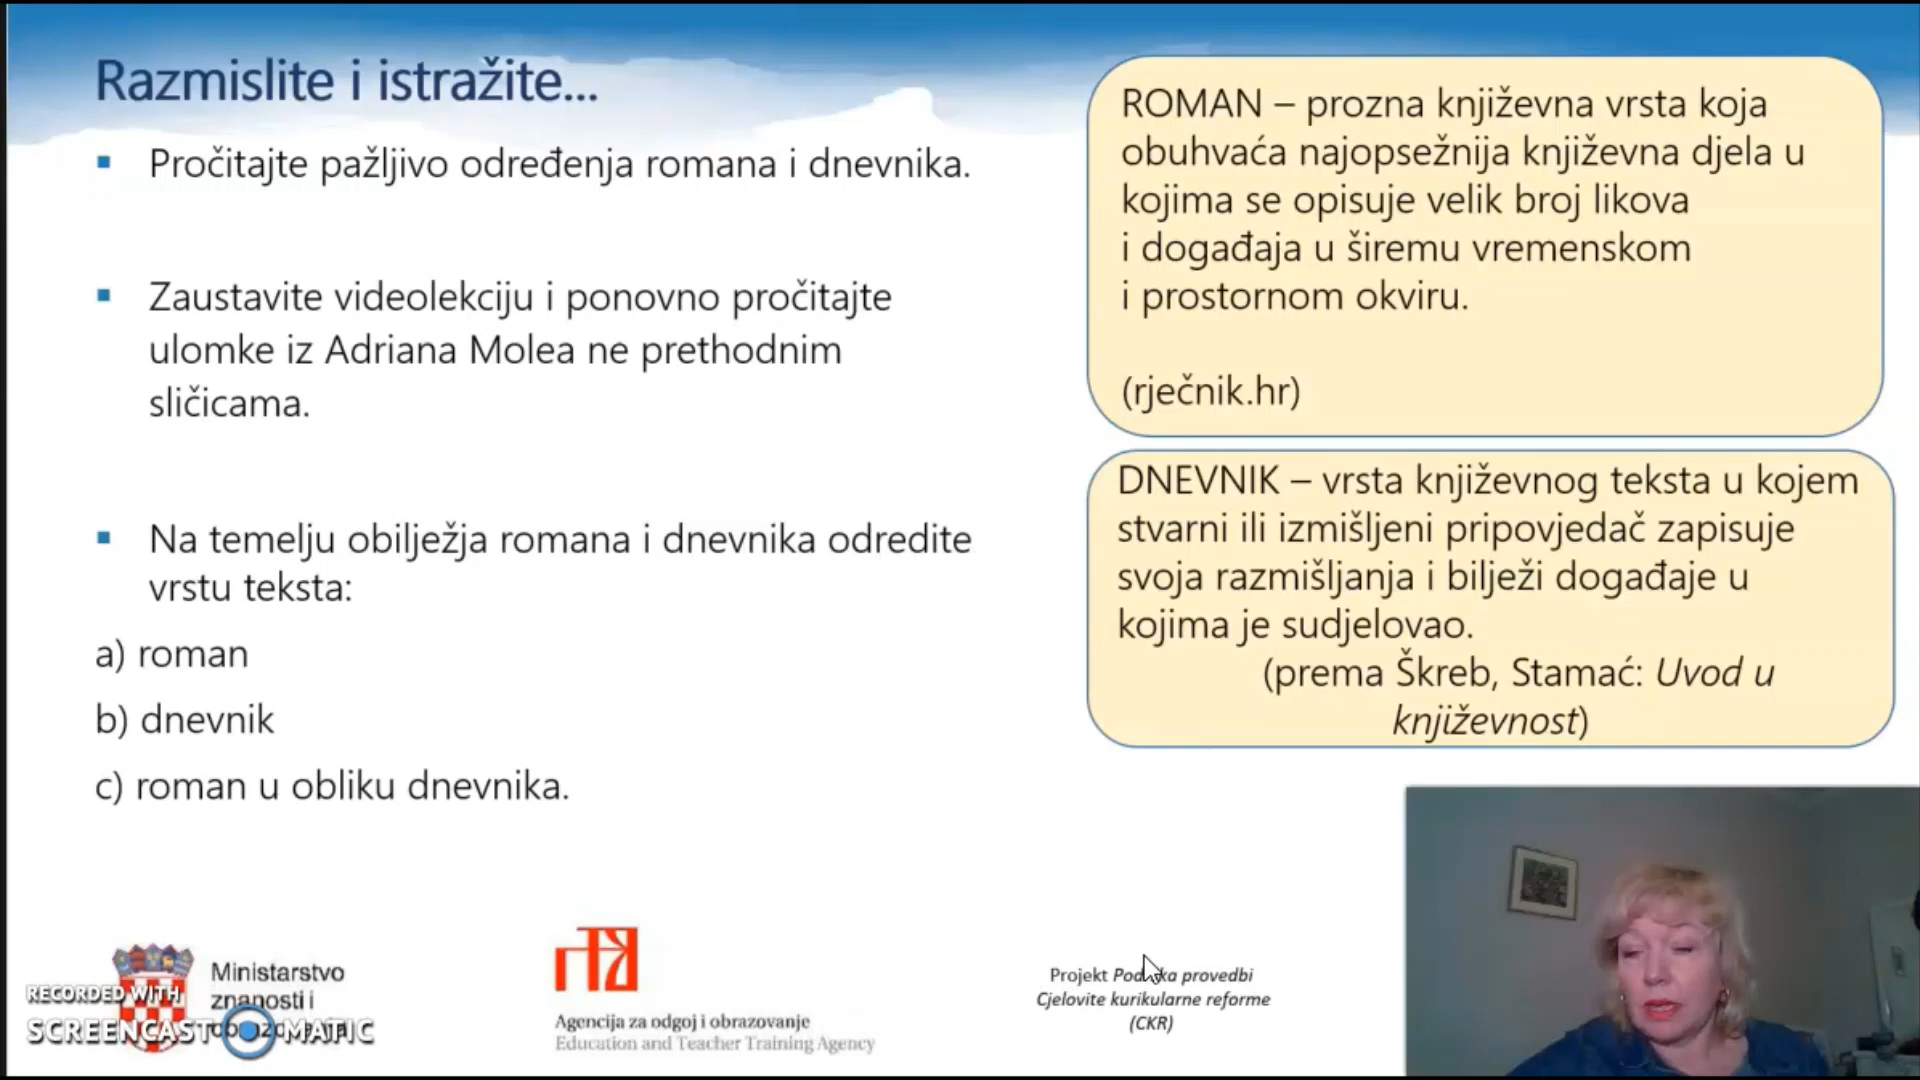 Razmislite i istražite...
Pročitajte pažljivo određenja romana i dnevnika.
Zaustavite videolekciju i ponovno pročitajte
ulomke iz Adriana Molea ne prethodnim
sličicama.
Na temelju obilježja romana i dnevnika odredite
vrstu teksta:
a) roman
b) dnevnik
c) roman u obliku dnevnika.
ROMAN – prozna književna vrsta koja
obuhvaća najopsežnija književna djela u
kojima se opisuje velik broj likova
i događaja u širemu vremenskom
i prostornom okviru.
(rječnik.hr)
DNEVNIK – vrsta književnog teksta u kojem
stvarni ili izmišljeni pripovjedač zapisuje
svoja razmišljanja i bilježi događaje u
kojima je sudjelovao.
(prema Škreb, Stamać: Uvod u
književnost)
Ministarstvo
znanosti i
RECORDED WITH
SCREENCAST MATIC
Agencija za odgoj i obrazovanje
Education and Teacher Training Agency
Projekt provedbi
Cjelovite kurikularne reforme
(CKR)